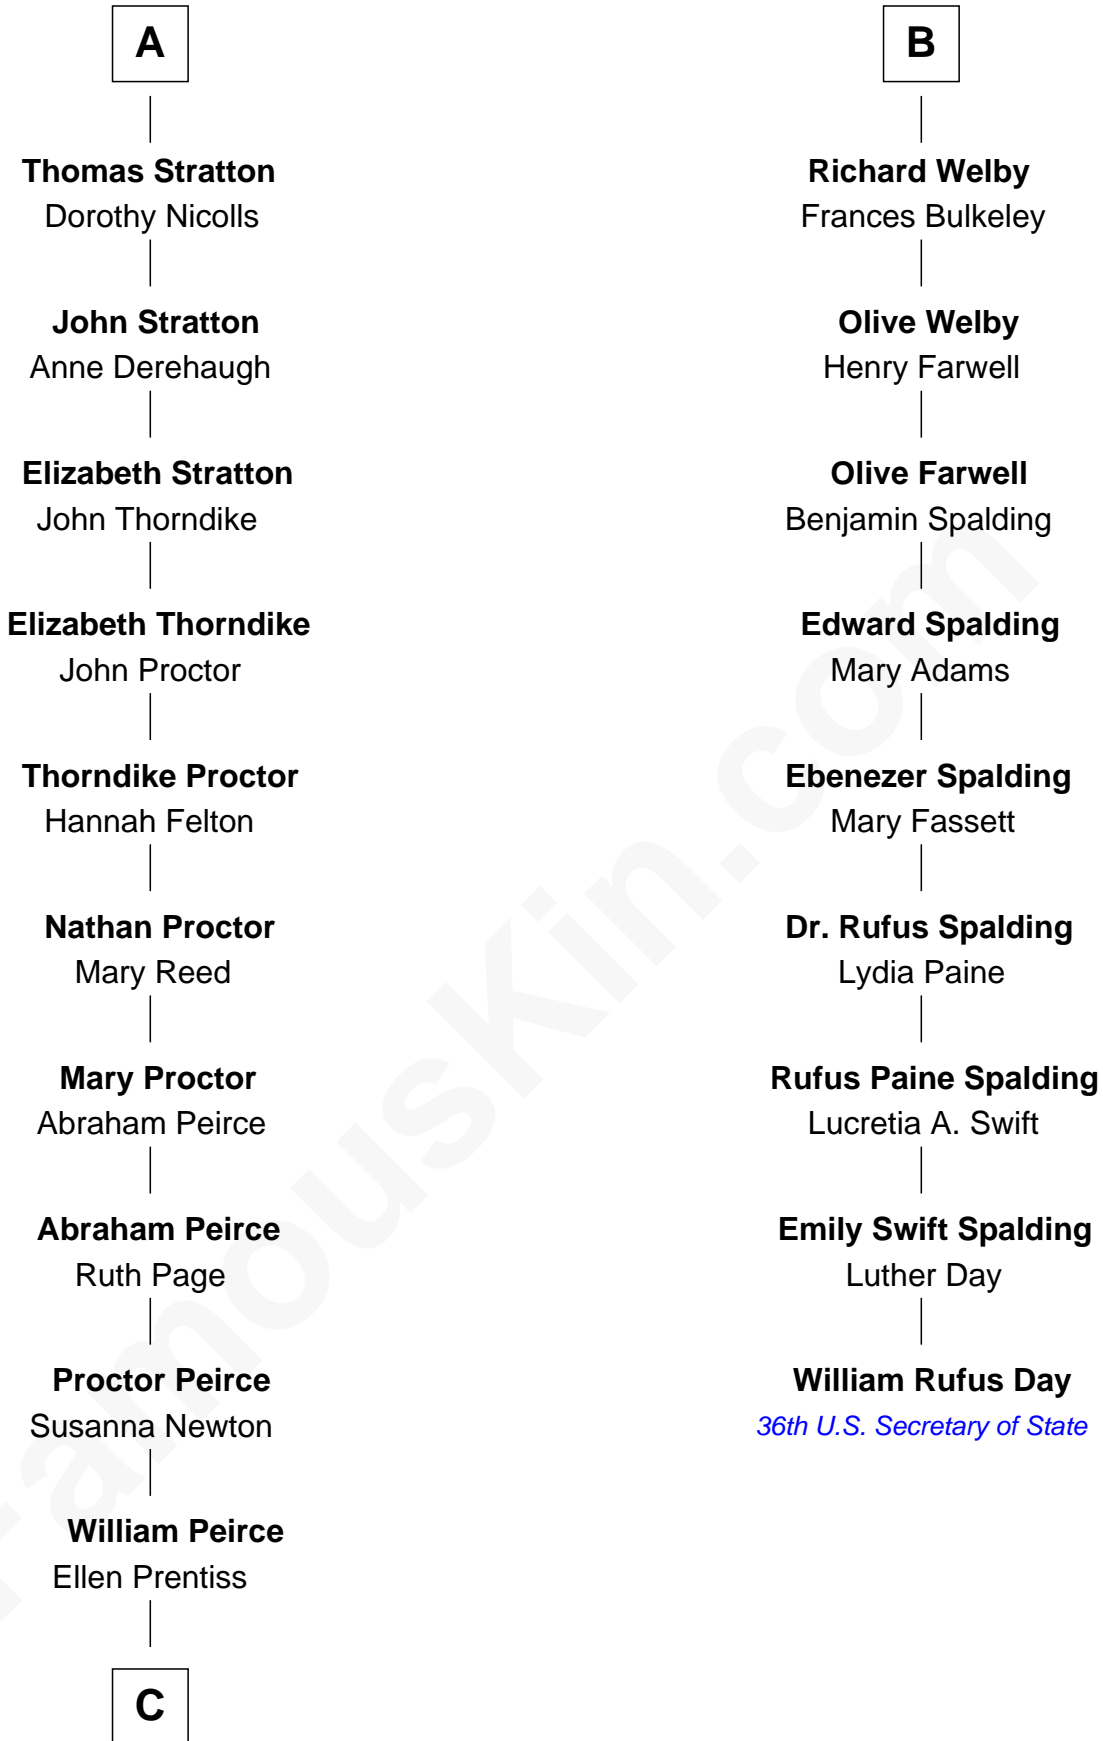 A
Thomas Stratton
Dorothy Nicolls
John Stratton
Anne Derehaugh
Elizabeth Stratton
John Thorndike
Elizabeth Thorndike
John Proctor
Thorndike Proctor
Hannah Felton
Nathan Proctor
Mary Reed
Mary Proctor
Abraham Peirce
Abraham Peirce
Ruth Page
Proctor Peirce
Susanna Newton
William Peirce
Ellen Prentiss
C
B
Richard Welby
Frances Bulkeley
Olive Welby
Henry Farwell
Olive Farwell
Benjamin Spalding
Edward Spalding
Mary Adams
Ebenezer Spalding
Mary Fassett
Dr. Rufus Spalding
Lydia Paine
Rufus Paine Spalding
Lucretia A. Swift
Emily Swift Spalding
Luther Day
William Rufus Day
36th U.S. Secretary of State
FamousKin.com